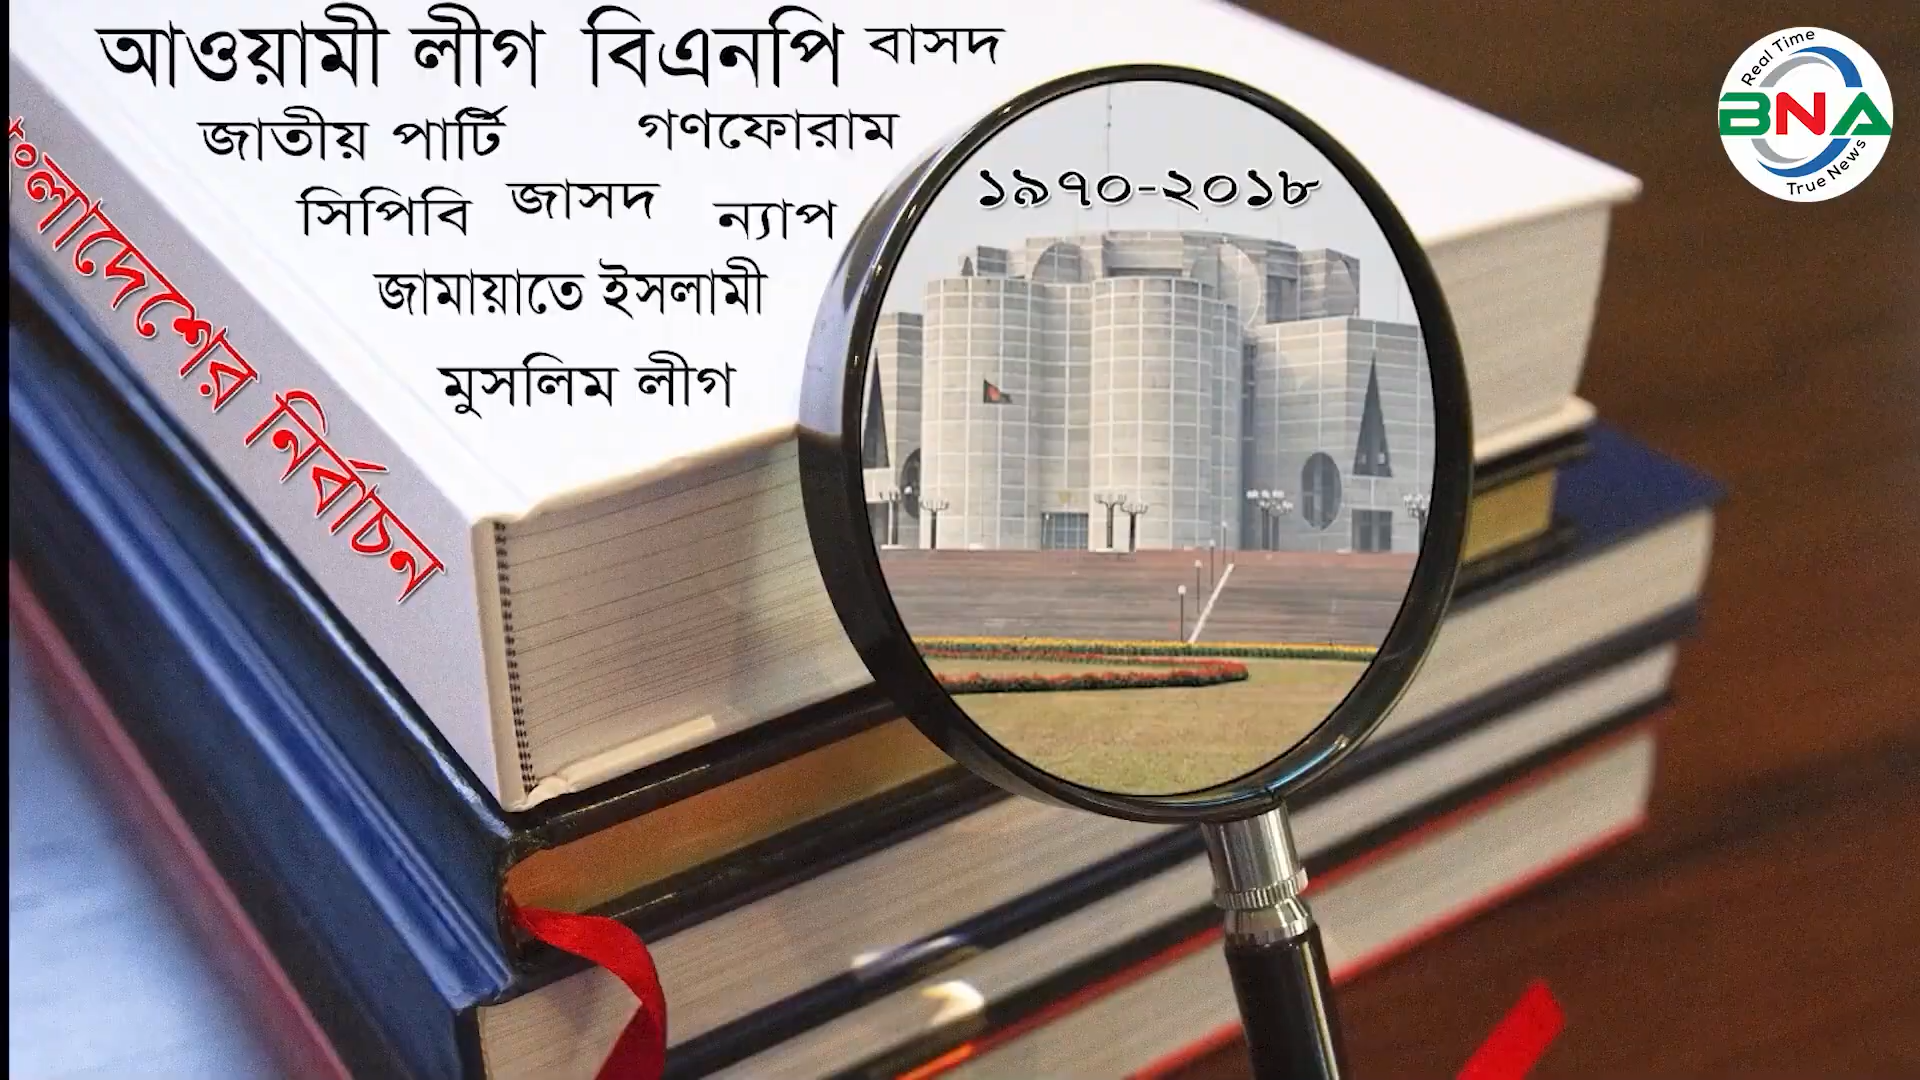 আওয়ামী লীগ বিএনপি বাসদ
জাতীয় পার্টি গণফোরাম
সিপিবি জাসদ ন্যাপ
জামায়াতে ইসলামী
মুসলিম লীগ
১৯৭০-২০১৮
নির্বাচন
Real Time
BNA
True News